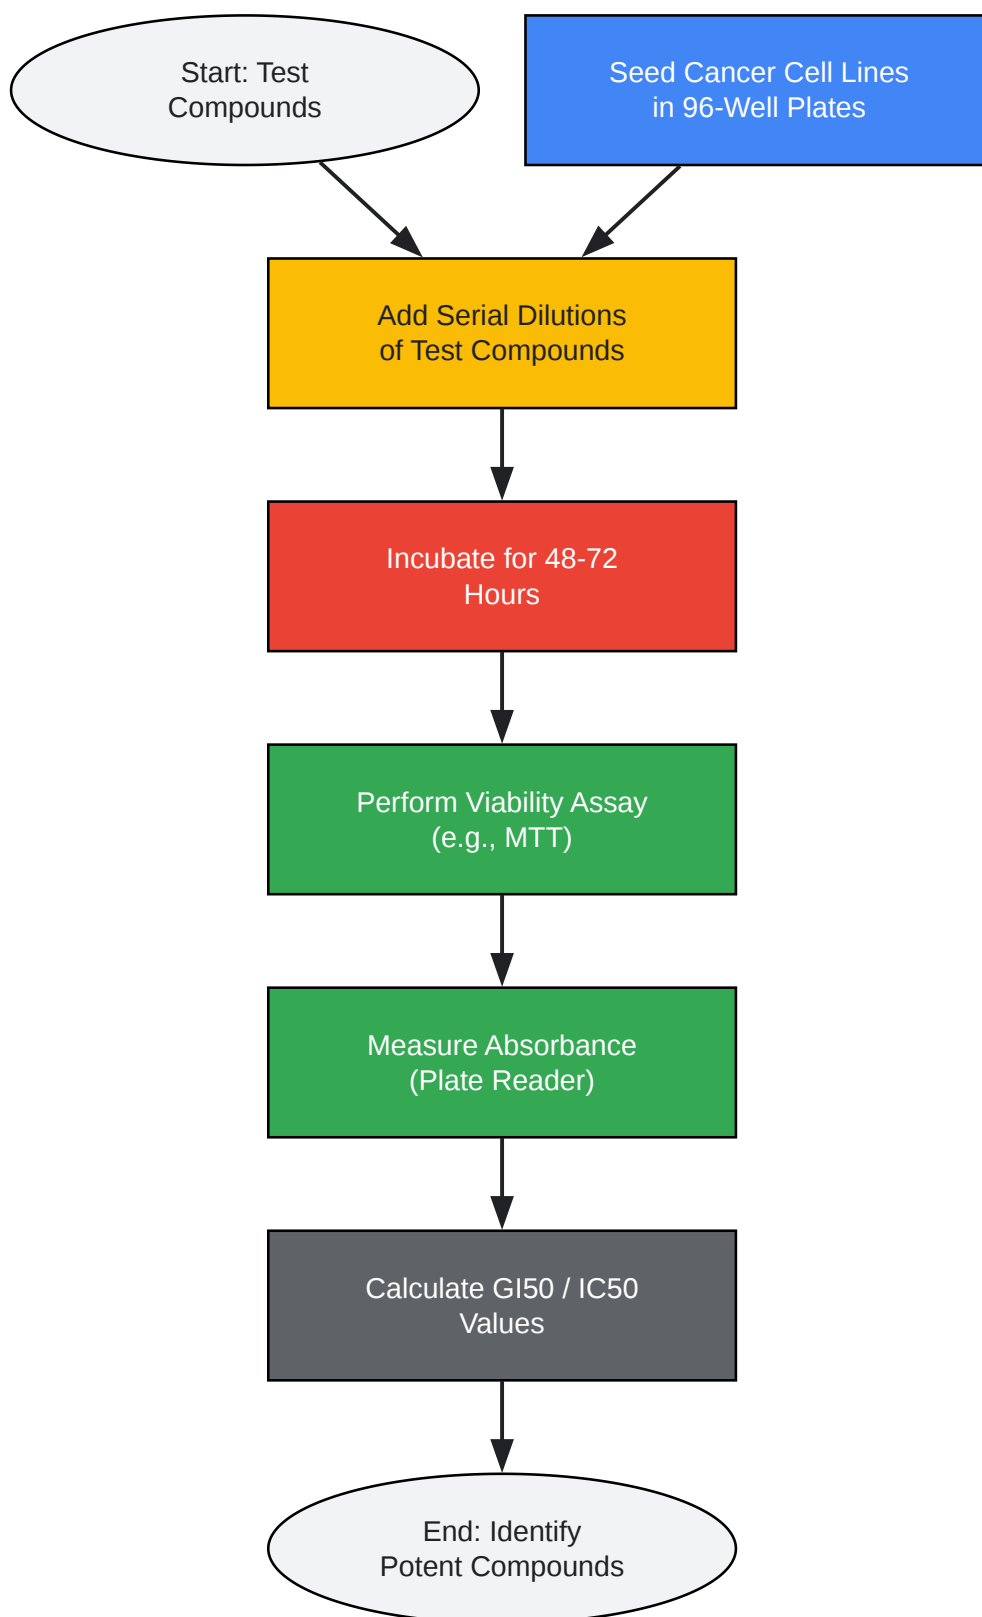 Start: Test
Compounds
Seed Cancer Cell Lines
in 96-Well Plates
Add Serial Dilutions
of Test Compounds
Incubate for 48-72
Hours
Perform Viability Assay
(e.g., MTT)
Measure Absorbance
(Plate Reader)
Calculate GI50 / IC50
Values
End: Identify
Potent Compounds